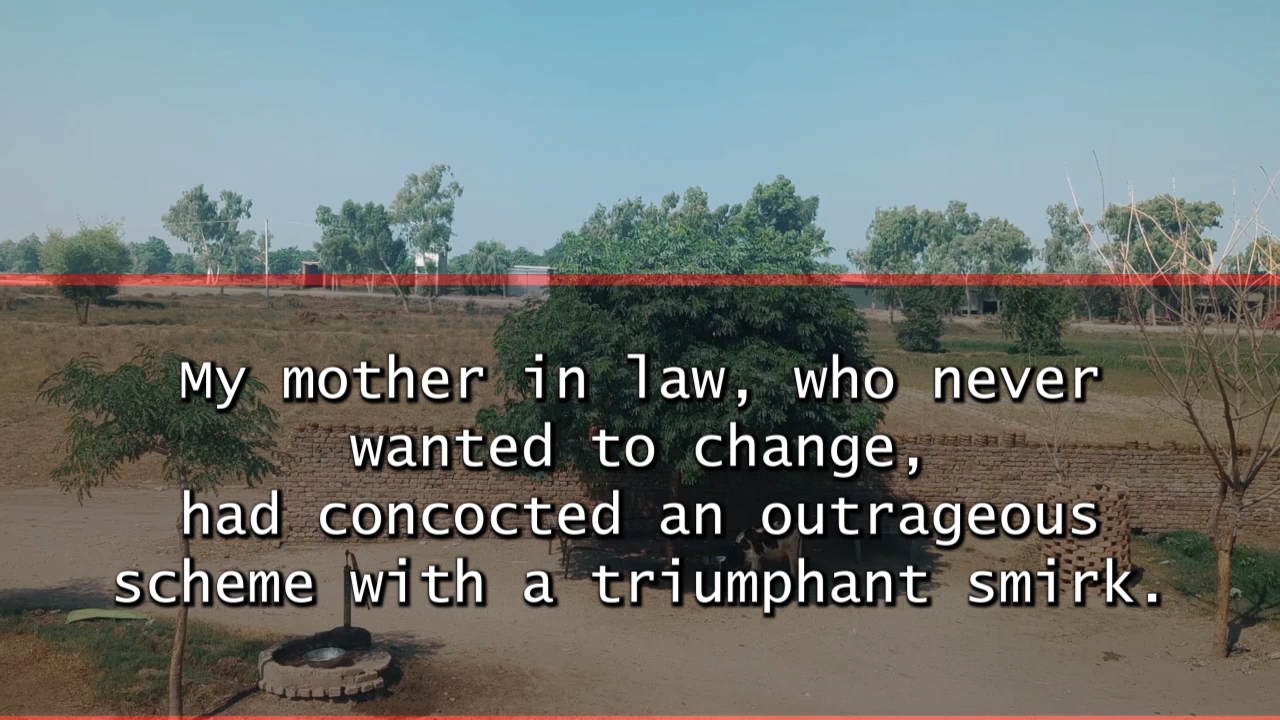 My mother in law, who never
wanted to change,
had concocted an outrageous
scheme with a triumphant smirk.